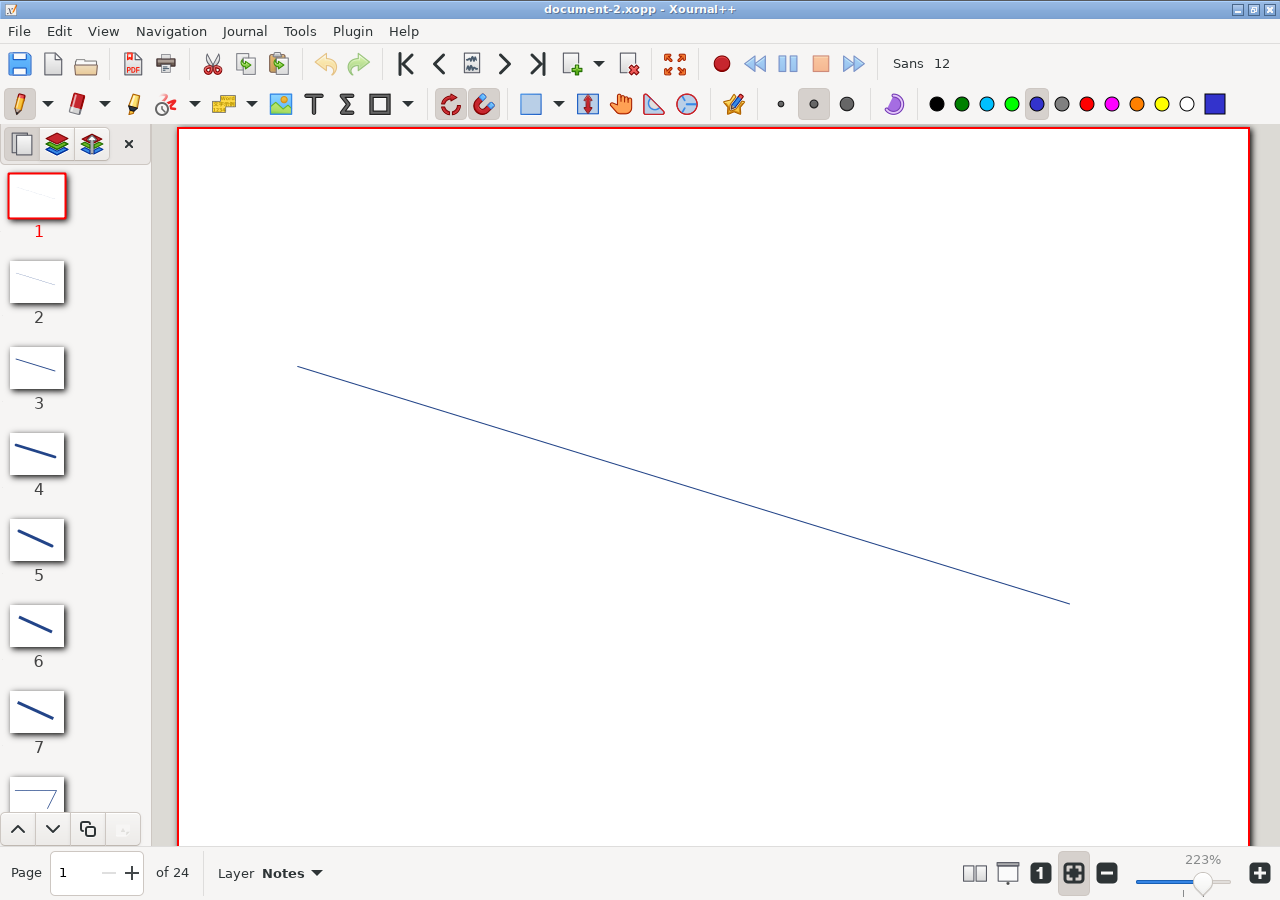 document-2.xopp - Xournal++
File Edit View Navigation Journal Tools Plugin Help
Sans 12
1
2
3
4
5
6
7
Page 1 of 24 Layer Notes
223%